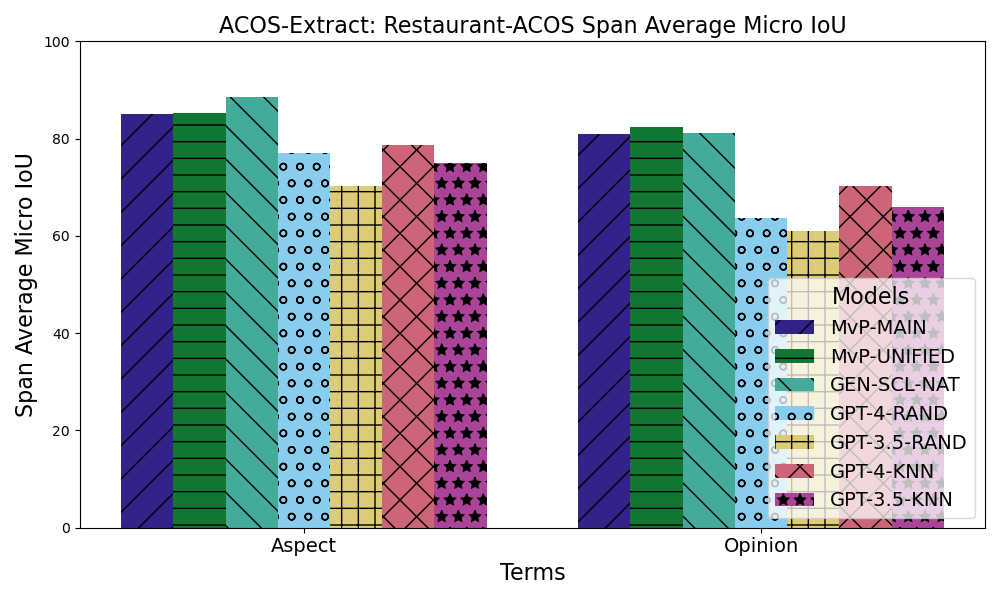 ACOS-Extract: Restaurant-ACOS Span Average Micro IoU
Span Average Micro IoU
100
80
60
40
20
0
Models
MvP-MAIN
MvP-UNIFIED
GEN-SCL-NAT
GPT-4-RAND
GPT-3.5-RAND
GPT-4-KNN
GPT-3.5-KNN
Aspect
Opinion
Terms